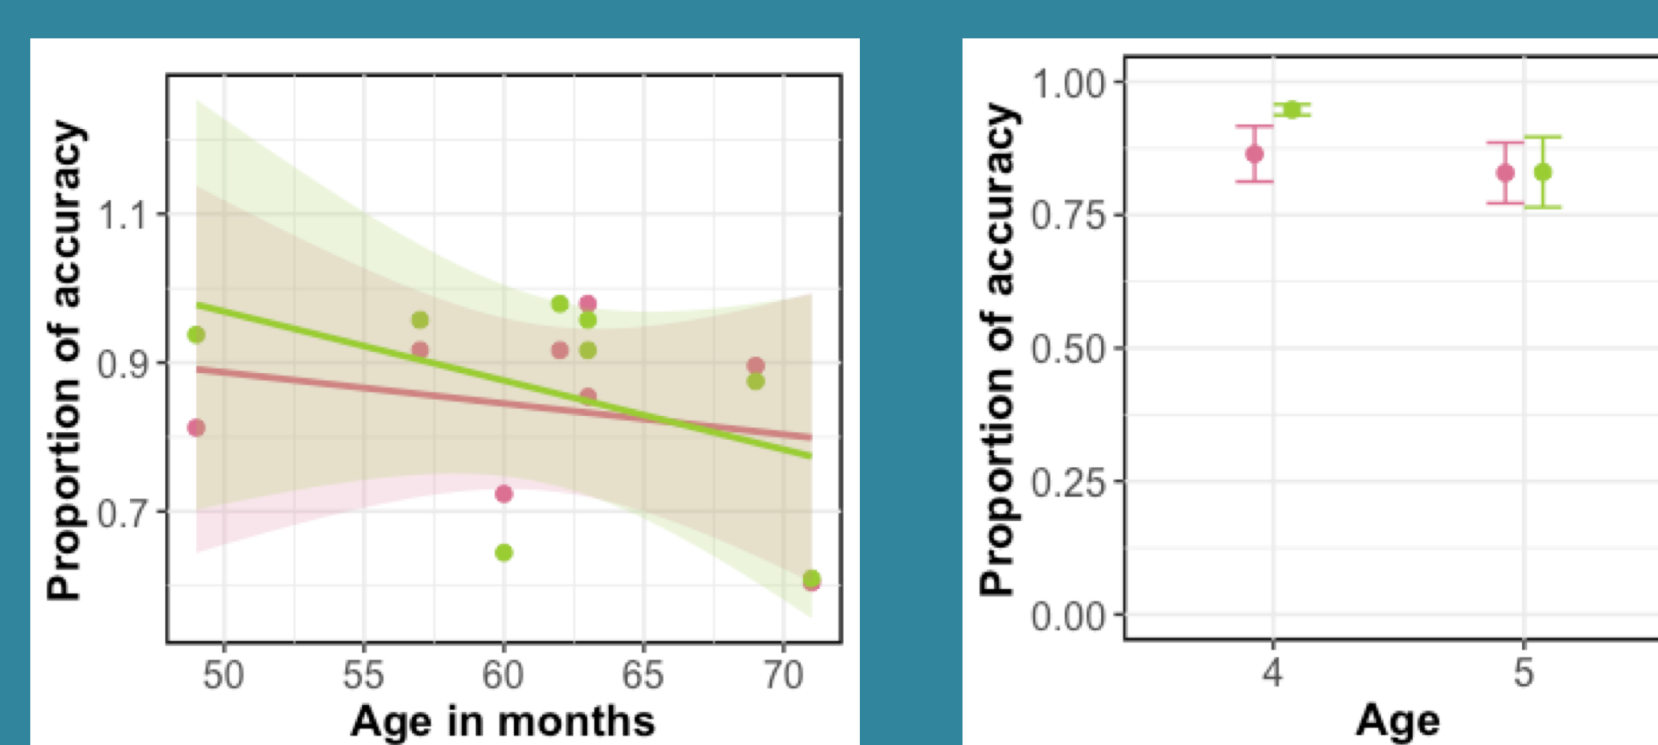 Proportion of accuracy
1.1
0.9
0.7
50 55 60 65 70
Age in months
Proportion of accuracy
1.00
0.75
0.50
0.25
0.00
4 5
Age